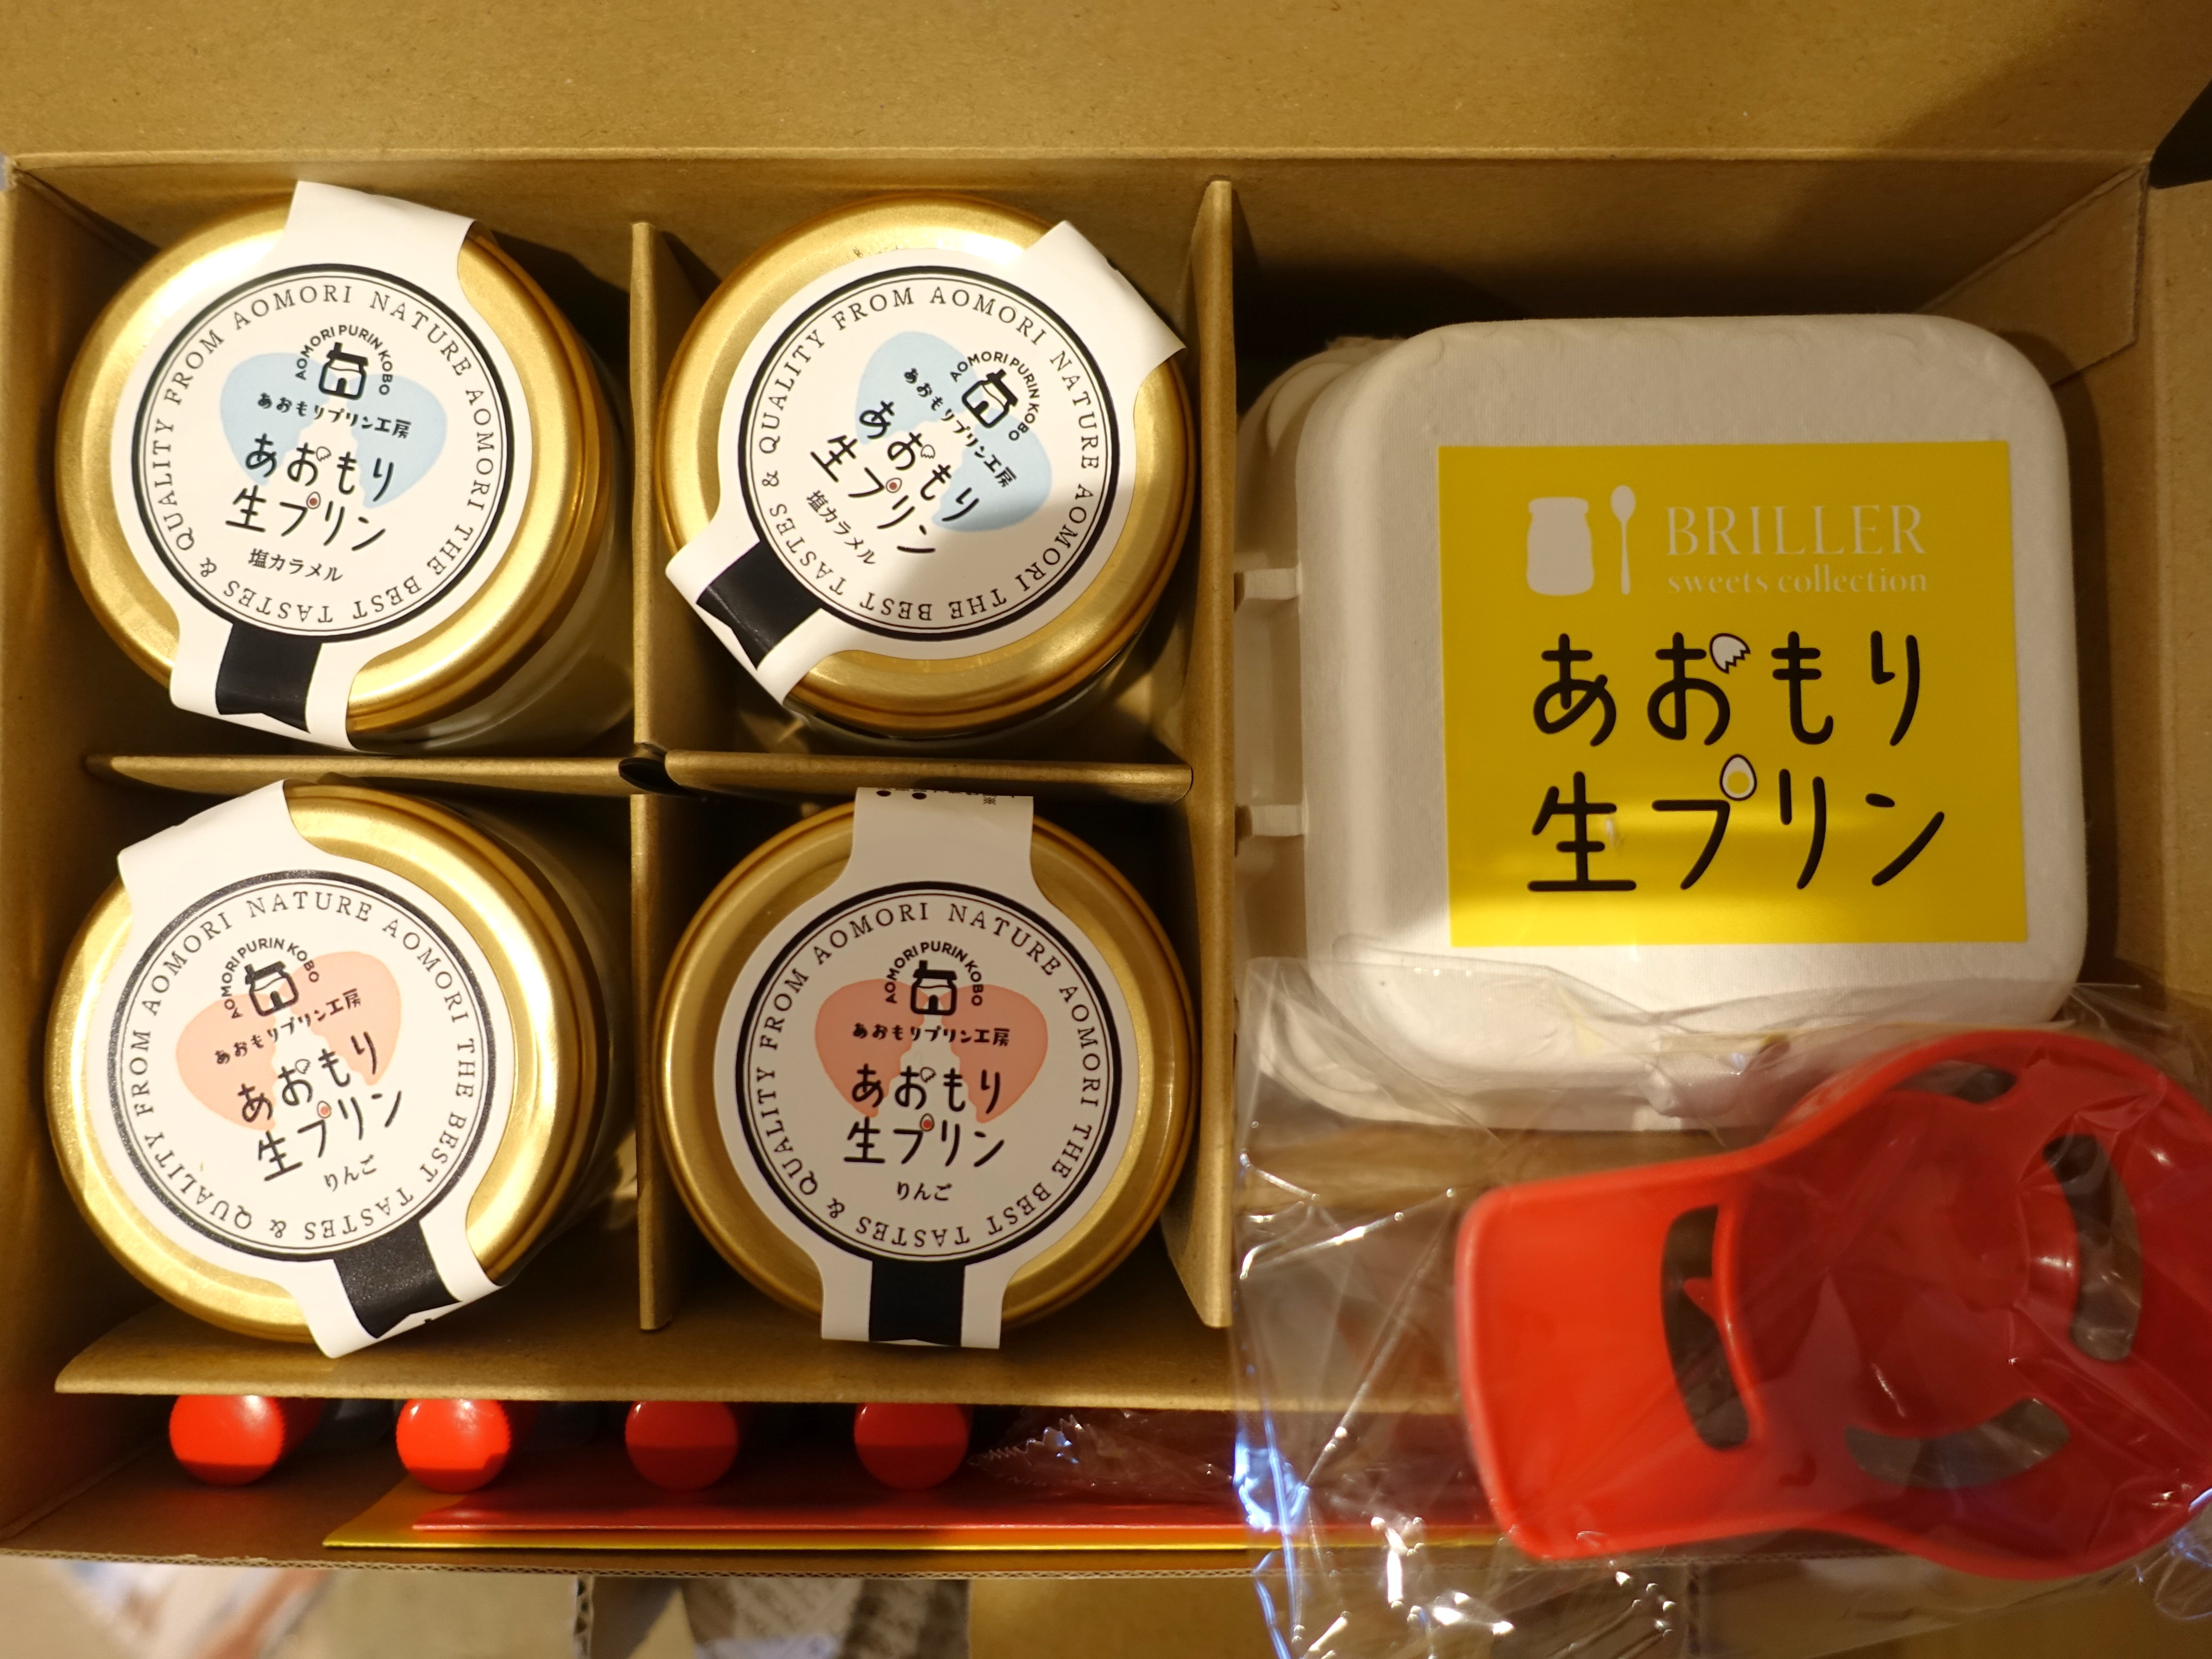 FROM AOMORI NATURE AOMORI THE BEST TASTES & QUALITY
AOMORI PURIN KOBO
あおもりプリン工房
あおもり
生プリン
塩カラメル
FROM AOMORI NATURE AOMORI THE BEST TASTES & QUALITY
AOMORI PURIN KOBO
あおもりプリン工房
あおもり
生プリン
塩カラメル
BRILLER
sweets collection
あおもり
生プリン
FROM AOMORI NATURE AOMORI THE BEST TASTES & QUALITY
AOMORI PURIN KOBO
あおもりプリン工房
あおもり
生プリン
りんご
FROM AOMORI NATURE AOMORI THE BEST TASTES & QUALITY
AOMORI PURIN KOBO
あおもりプリン工房
あおもり
生プリン
りんご